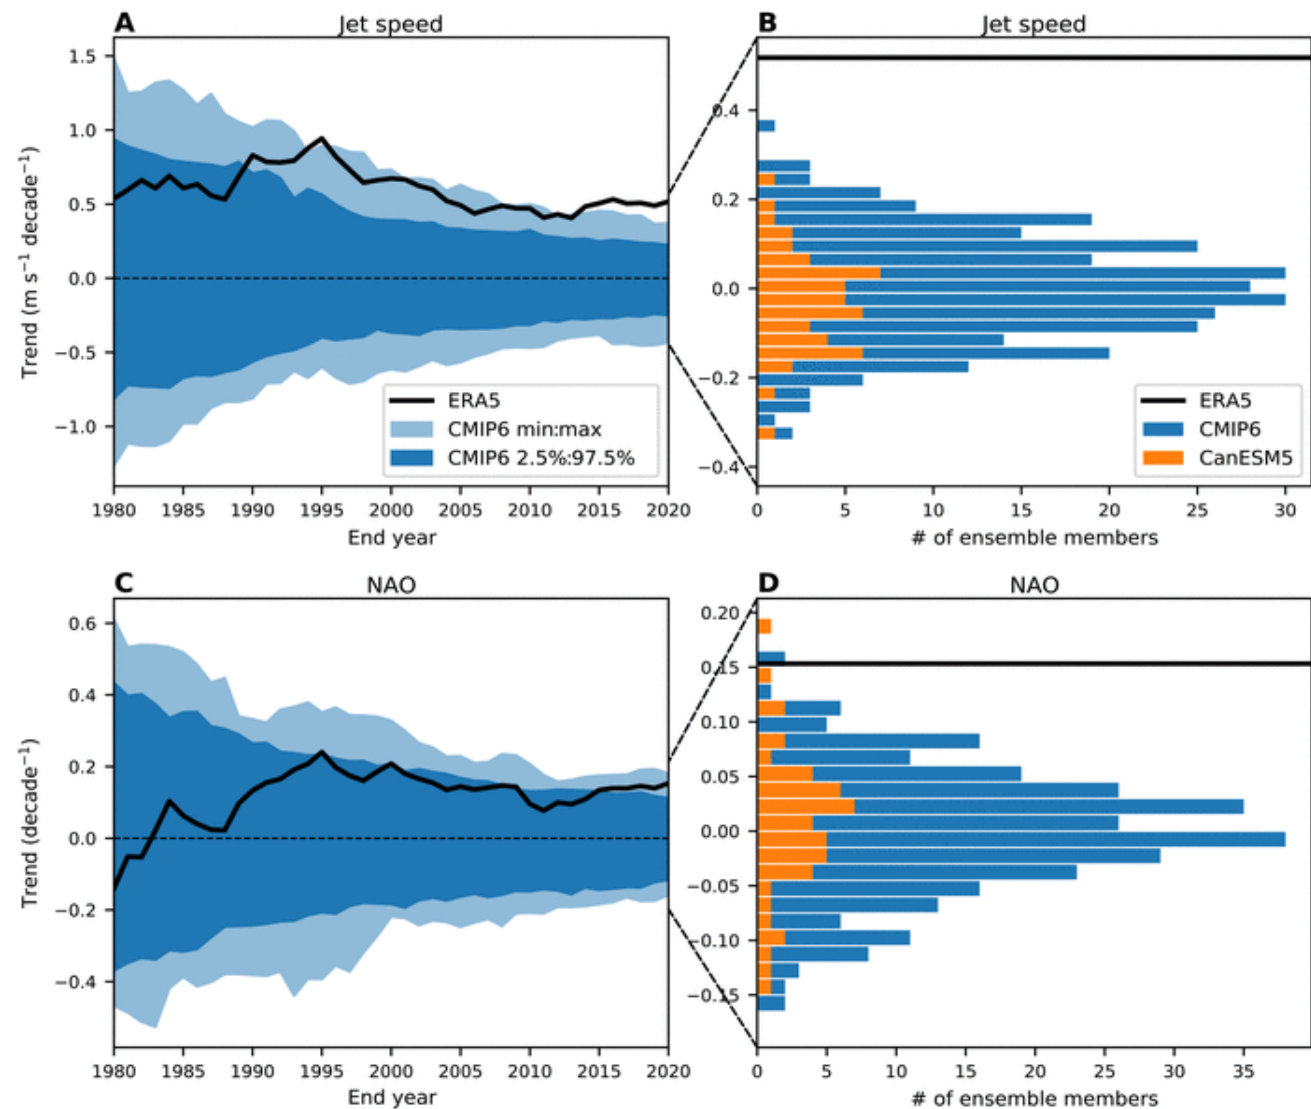 A
Jet speed
1.5
1.0
0.5
0.0
−0.5
−1.0
Trend (m s⁻¹ decade⁻¹)
ERA5
CMIP6 min:max
CMIP6 2.5%:97.5%
1980 1985 1990 1995 2000 2005 2010 2015 2020
End year
B
Jet speed
0.4
0.2
0.0
−0.2
−0.4
ERA5
CMIP6
CanESM5
0 5 10 15 20 25 30
# of ensemble members
C
NAO
0.6
0.4
0.2
0.0
−0.2
−0.4
Trend (decade⁻¹)
1980 1985 1990 1995 2000 2005 2010 2015 2020
End year
D
NAO
0.20
0.15
0.10
0.05
0.00
−0.05
−0.10
−0.15
0 5 10 15 20 25 30 35
# of ensemble members